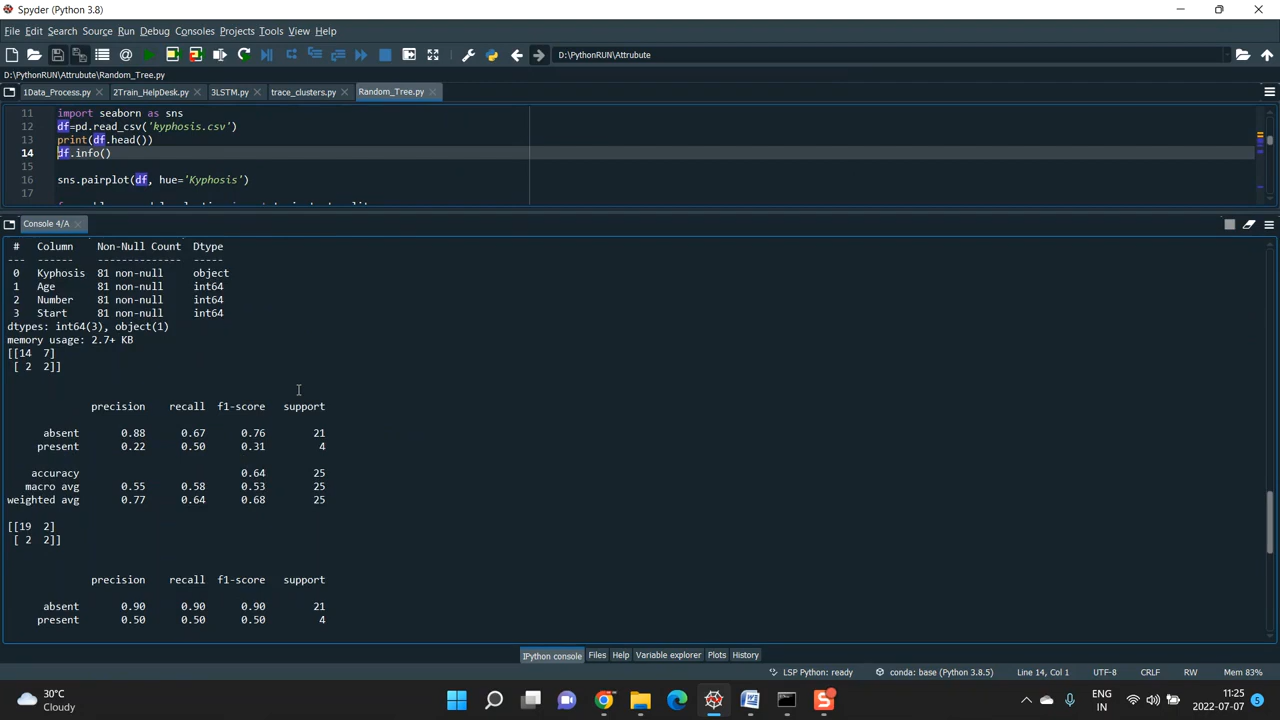 Spyder (Python 3.8)
File Edit Search Source Run Debug Consoles Projects Tools View Help
D:\PythonRUN\Attrubute
D:\PythonRUN\Attrubute\Random_Tree.py
1Data_Process.py 2Train_HelpDesk.py 3LSTM.py trace_clusters.py Random_Tree.py
11 import seaborn as sns
12 df=pd.read_csv('kyphosis.csv')
13 print(df.head())
14 df.info()
15
16 sns.pairplot(df, hue='Kyphosis')
17
Console 4/A
# Column Non-Null Count Dtype
--- ------ -------------- -----
0 Kyphosis 81 non-null object
1 Age 81 non-null int64
2 Number 81 non-null int64
3 Start 81 non-null int64
dtypes: int64(3), object(1)
memory usage: 2.7+ KB
[[14 7]
[ 2 2]]
precision recall f1-score support
absent 0.88 0.67 0.76 21
present 0.22 0.50 0.31 4
accuracy 0.64 25
macro avg 0.55 0.58 0.53 25
weighted avg 0.77 0.64 0.68 25
[[19 2]
[ 2 2]]
precision recall f1-score support
absent 0.90 0.90 0.90 21
present 0.50 0.50 0.50 4
IPython console Files Help Variable explorer Plots History
LSP Python: ready conda: base (Python 3.8.5) Line 14, Col 1 UTF-8 CRLF RW Mem 83%
30°C
Cloudy
ENG
IN
11:25
2022-07-07
5